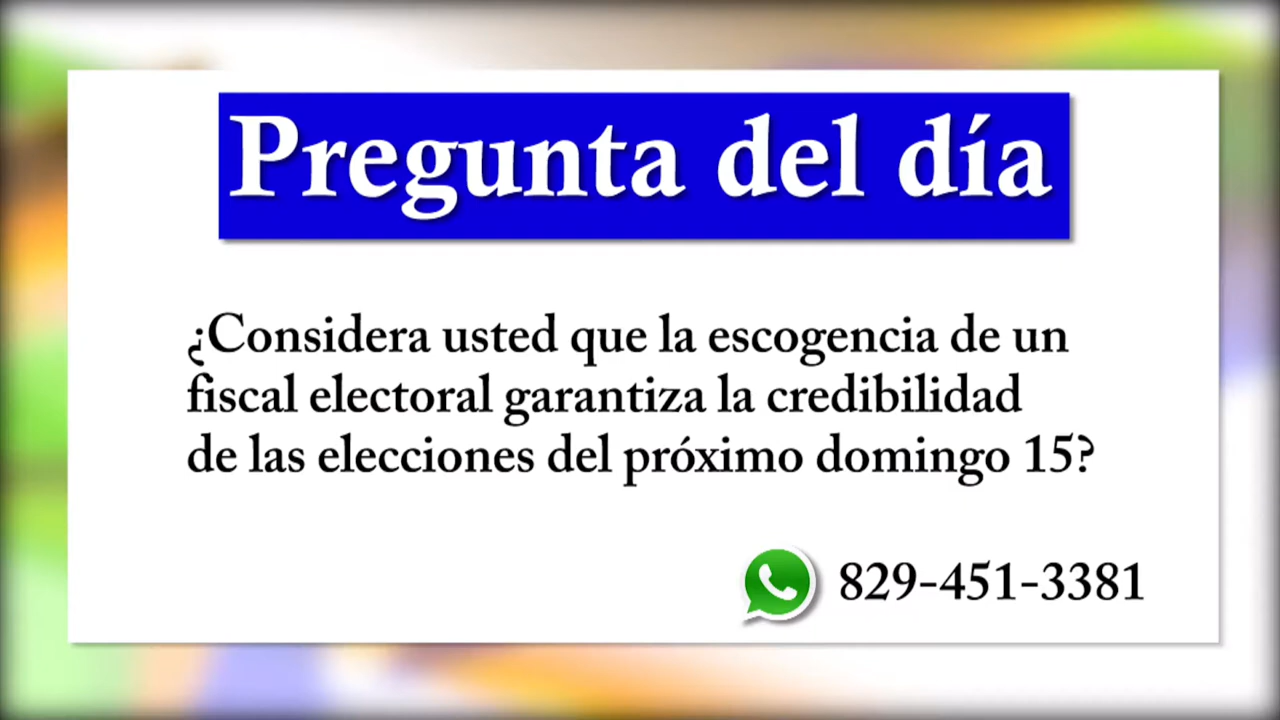 Pregunta del día
¿Considera usted que la escogencia de un
fiscal electoral garantiza la credibilidad
de las elecciones del próximo domingo 15?
829-451-3381